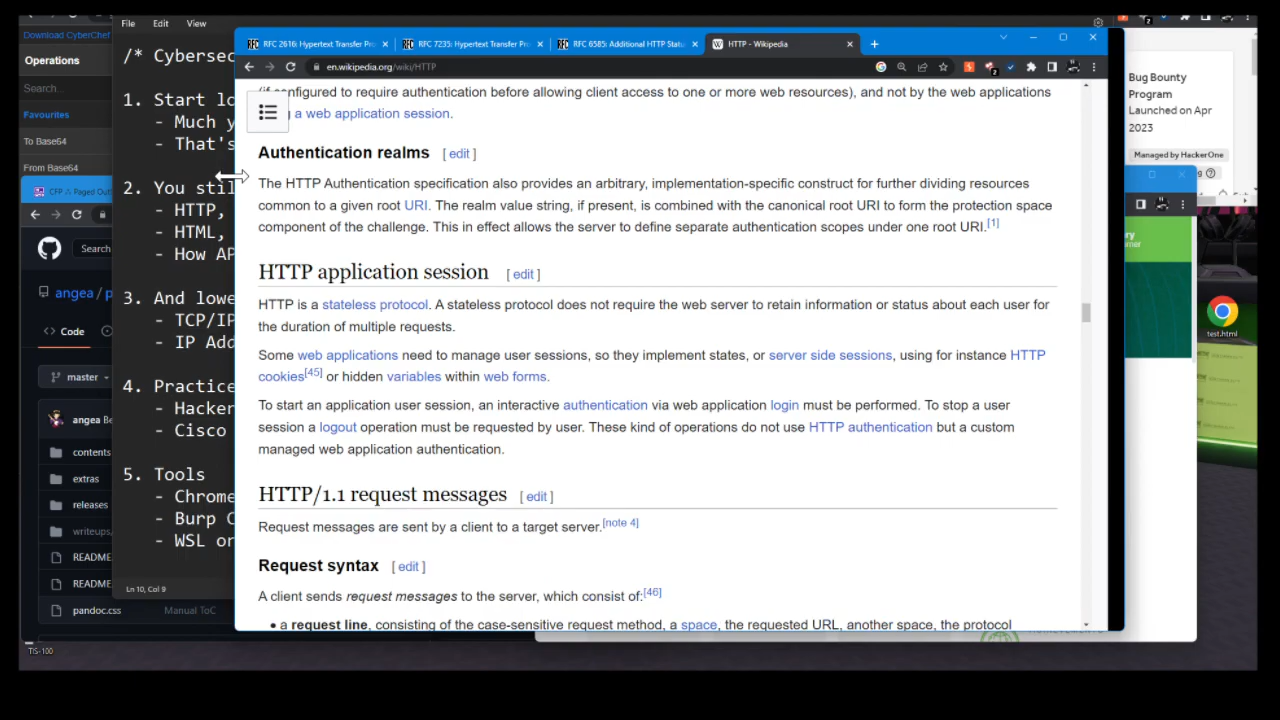 Download CyberChef
Operations
Search...
Favourites
To Base64
From Base64
CFP ∴ Paged Out!
Search
angea / p
Code
master
angea Be
contents
extras
releases
writeups/
README
README
pandoc.css
Manual ToC
TIS-100
File Edit View
/* Cybersec
1. Start lo
- Much y
- That's
2. You stil
- HTTP,
- HTML,
- How AP
3. And lowe
- TCP/IP
- IP Add
4. Practice
- Hacker
- Cisco
5. Tools
- Chrome
- Burp C
- WSL or
Ln 10, Col 9
RFC 2616: Hypertext Transfer Pro
RFC 7235: Hypertext Transfer Pro
RFC 6585: Additional HTTP Statu
HTTP - Wikipedia
en.wikipedia.org/wiki/HTTP
(if configured to require authentication before allowing client access to one or more web resources), and not by the web applications
g a web application session.
Authentication realms [ edit ]
The HTTP Authentication specification also provides an arbitrary, implementation-specific construct for further dividing resources
common to a given root URI. The realm value string, if present, is combined with the canonical root URI to form the protection space
component of the challenge. This in effect allows the server to define separate authentication scopes under one root URI.[1]
HTTP application session [ edit ]
HTTP is a stateless protocol. A stateless protocol does not require the web server to retain information or status about each user for
the duration of multiple requests.
Some web applications need to manage user sessions, so they implement states, or server side sessions, using for instance HTTP
cookies[45] or hidden variables within web forms.
To start an application user session, an interactive authentication via web application login must be performed. To stop a user
session a logout operation must be requested by user. These kind of operations do not use HTTP authentication but a custom
managed web application authentication.
HTTP/1.1 request messages [ edit ]
Request messages are sent by a client to a target server.[note 4]
Request syntax [ edit ]
A client sends request messages to the server, which consist of:[46]
• a request line, consisting of the case-sensitive request method, a space, the requested URL, another space, the protocol
Bug Bounty
Program
Launched on Apr
2023
Managed by HackerOne
test.html